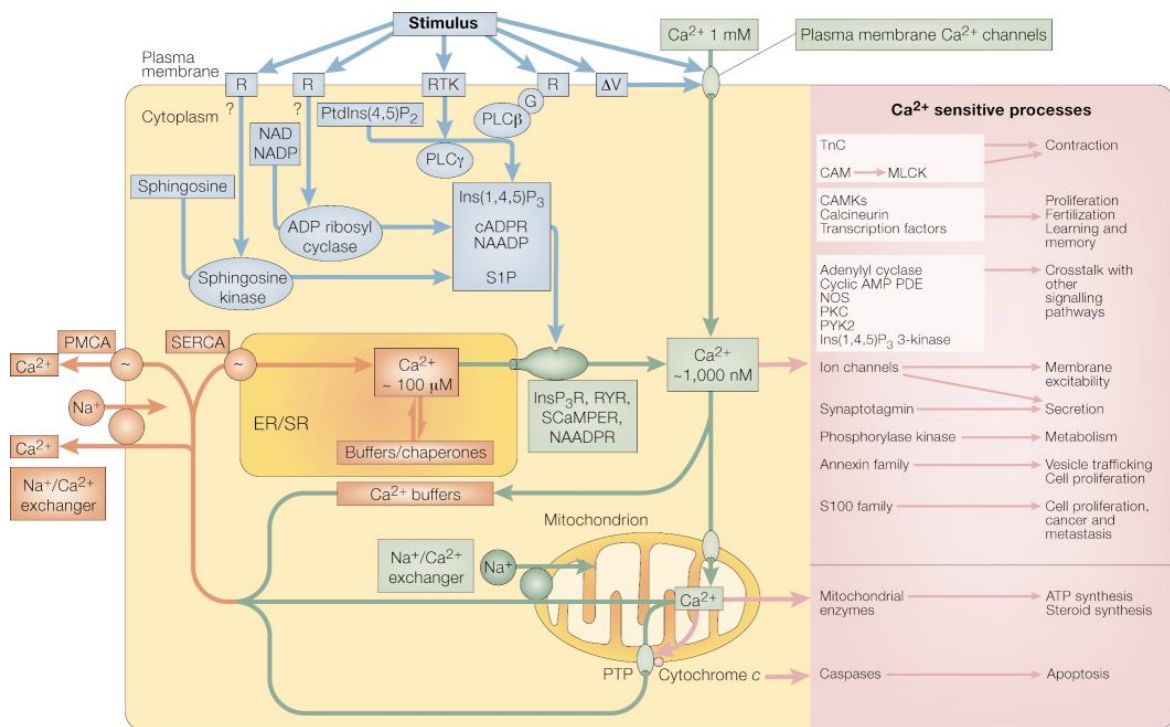 Stimulus
Ca²⁺ 1 mM
Plasma membrane Ca²⁺ channels
Plasma
membrane
R
R
RTK
R
ΔV
?
?
G
Cytoplasm
PtdIns(4,5)P₂
PLCβ
NAD
NADP
PLCγ
Sphingosine
Ins(1,4,5)P₃
cADPR
NAADP
S1P
ADP ribosyl
cyclase
Sphingosine
kinase
PMCA
SERCA
Ca²⁺
~
~
Ca²⁺
~ 100 µM
Ca²⁺
~1,000 nM
Na⁺
InsP₃R, RYR,
SCaMPER,
NAADPR
ER/SR
Ca²⁺
Buffers/chaperones
Na⁺/Ca²⁺
exchanger
Ca²⁺ buffers
Mitochondrion
Na⁺/Ca²⁺
exchanger
Na⁺
Ca²⁺
PTP
Cytochrome c
Ca²⁺ sensitive processes
TnC
Contraction
CAM
MLCK
CAMKs
Calcineurin
Transcription factors
Proliferation
Fertilization
Learning and
memory
Adenylyl cyclase
Cyclic AMP PDE
NOS
PKC
PYK2
Ins(1,4,5)P₃ 3-kinase
Crosstalk with
other
signalling
pathways
Ion channels
Membrane
excitability
Synaptotagmin
Secretion
Phosphorylase kinase
Metabolism
Annexin family
Vesicle trafficking
Cell proliferation
S100 family
Cell proliferation,
cancer and
metastasis
Mitochondrial
enzymes
ATP synthesis
Steroid synthesis
Caspases
Apoptosis